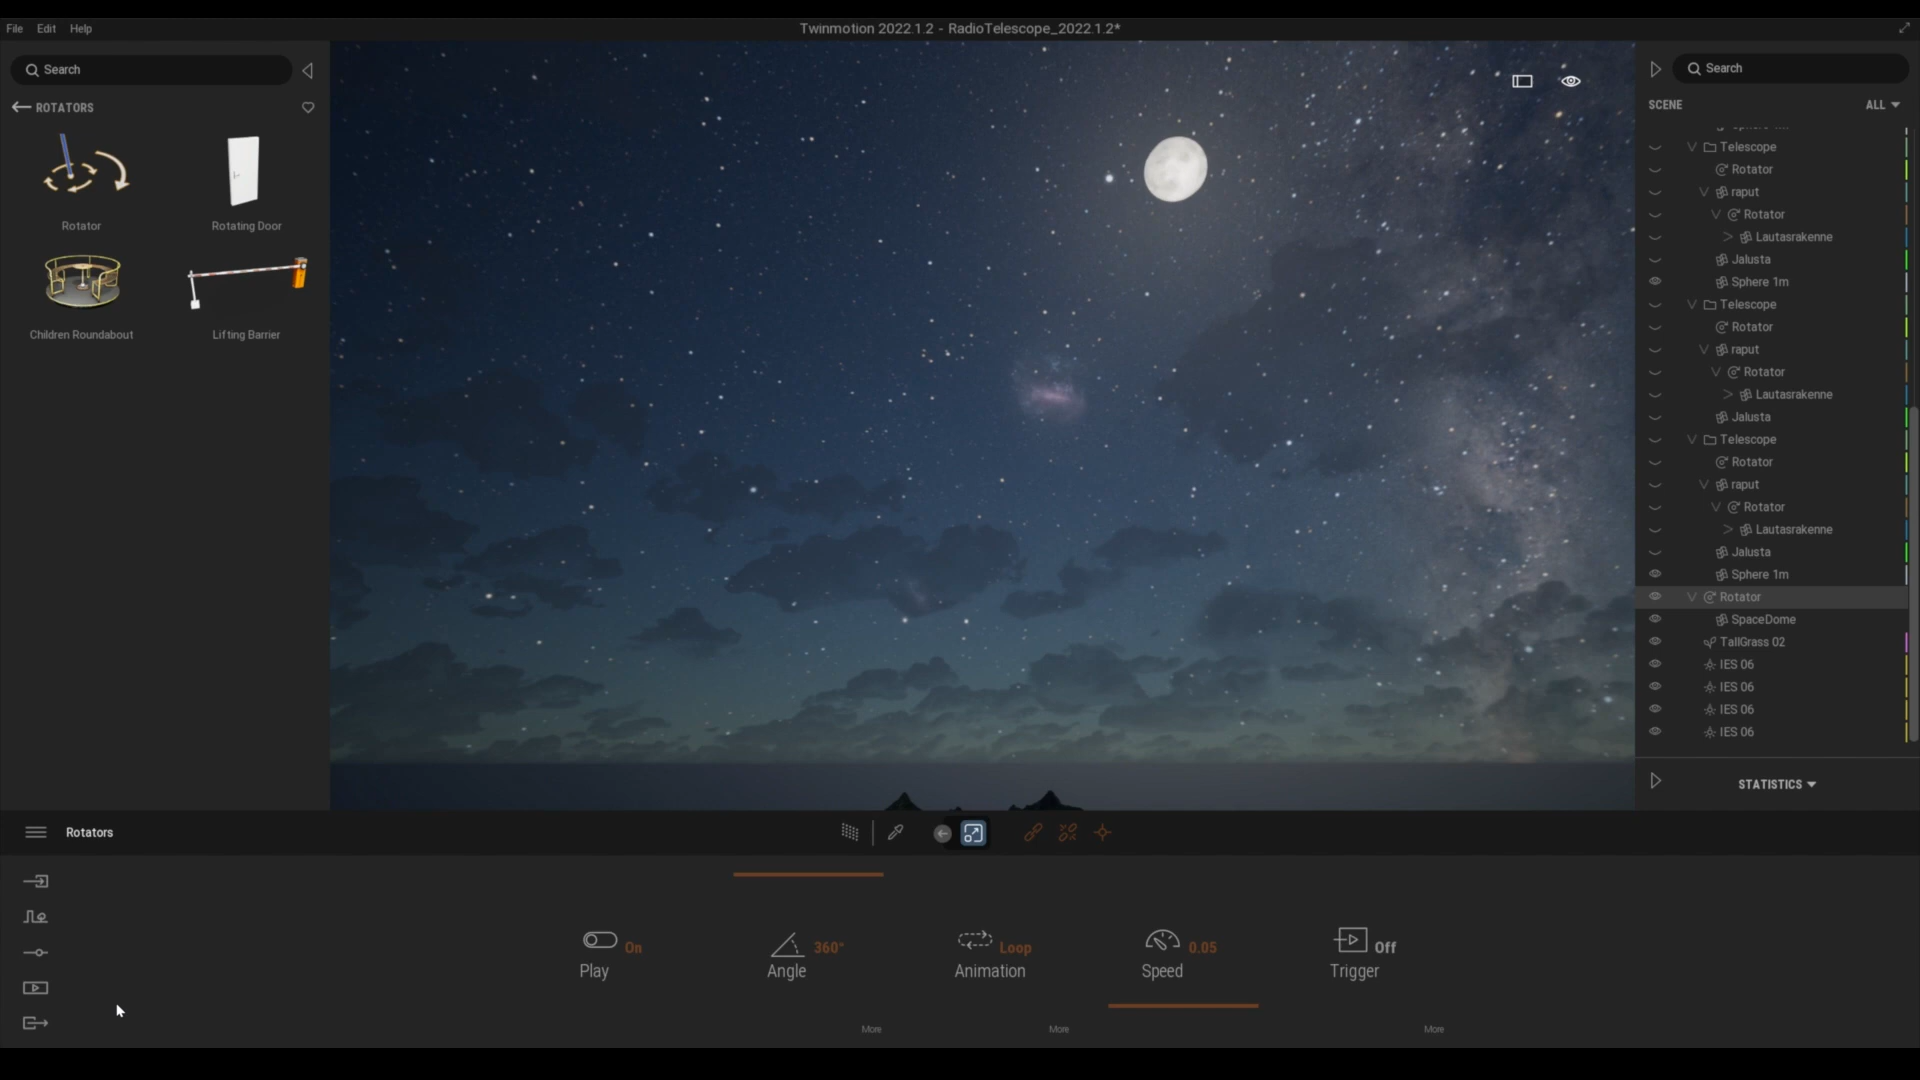 File Edit Help
Twinmotion 2022.1.2 - RadioTelescope_2022.1.2*
Search
ROTATORS
Rotator
Rotating Door
Children Roundabout
Lifting Barrier
Search
SCENE
ALL
Telescope
Rotator
raput
Rotator
Lautasrakenne
Jalusta
Sphere 1m
Telescope
Rotator
raput
Rotator
Lautasrakenne
Jalusta
Telescope
Rotator
raput
Rotator
Lautasrakenne
Jalusta
Sphere 1m
Rotator
SpaceDome
TallGrass 02
IES 06
IES 06
IES 06
IES 06
STATISTICS
Rotators
On
Play
360°
Angle
Loop
Animation
0.05
Speed
Off
Trigger
More
More
More